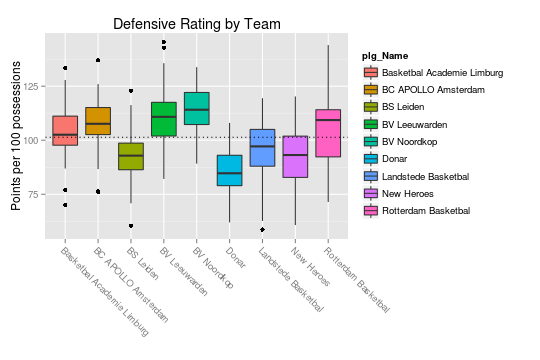 Defensive Rating by Team
Points per 100 possessions
125
100
75
Basketbal Academie Limburg
BC APOLLO Amsterdam
BS Leiden
BV Leeuwarden
BV Noordkop
Donar
Landstede Basketbal
New Heroes
Rotterdam Basketbal
plg_Name
Basketbal Academie Limburg
BC APOLLO Amsterdam
BS Leiden
BV Leeuwarden
BV Noordkop
Donar
Landstede Basketbal
New Heroes
Rotterdam Basketbal